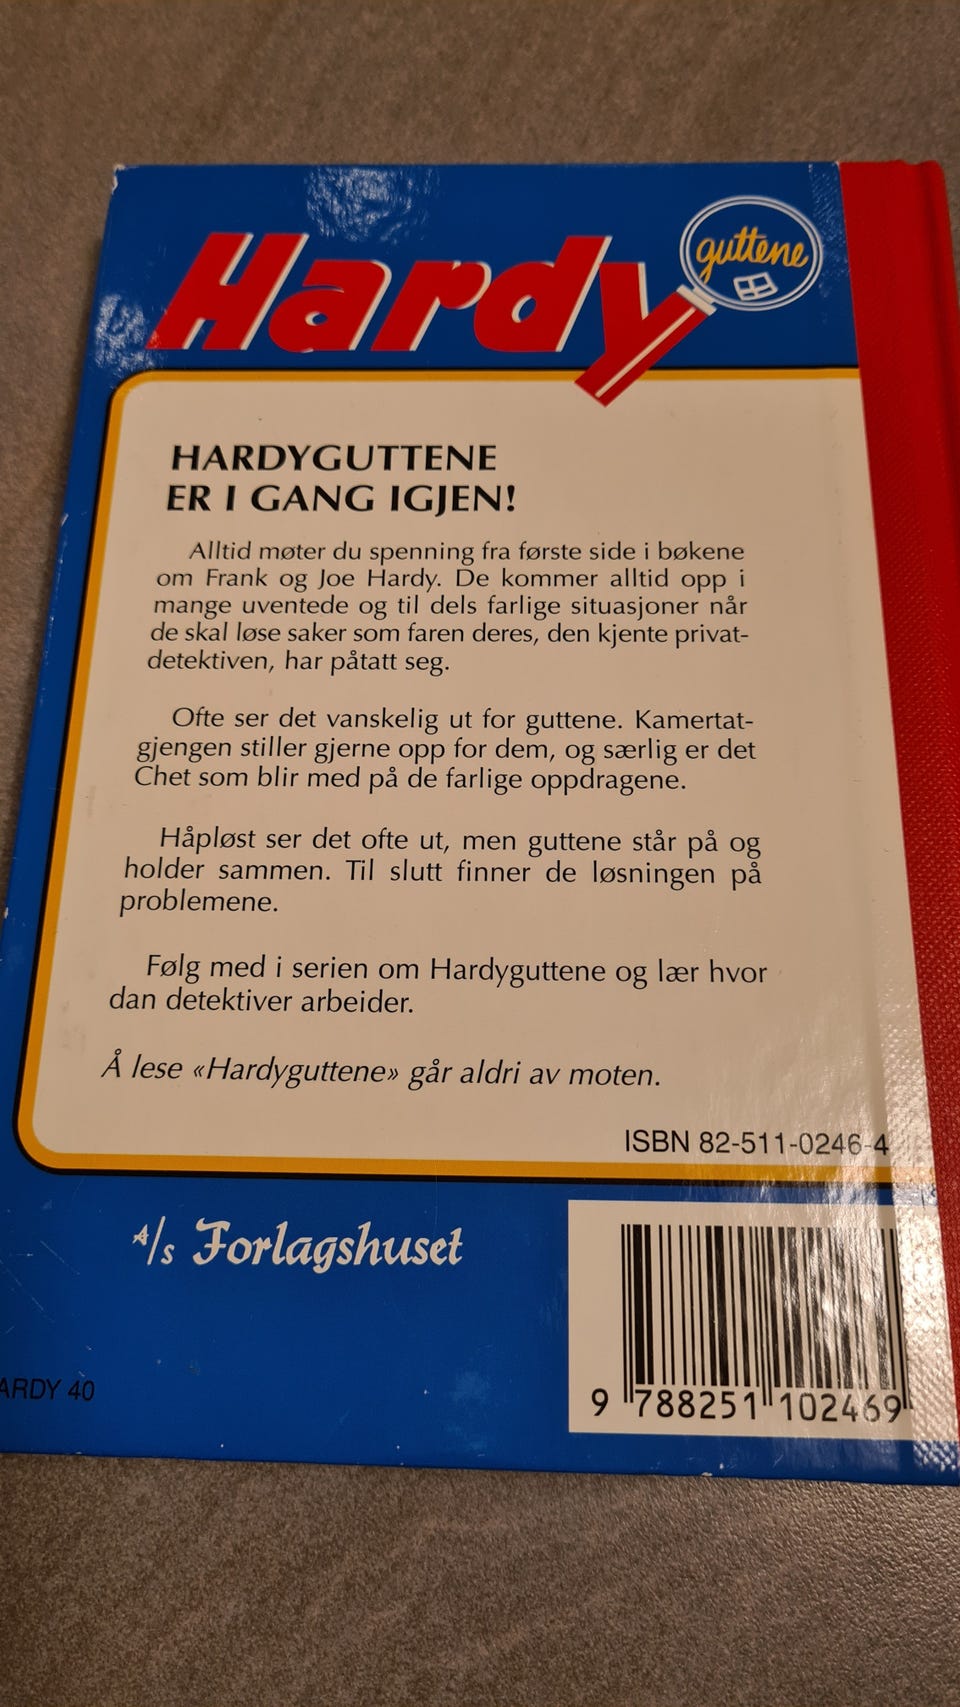 Hardy
guttene
HARDYGUTTENE
ER I GANG IGJEN!
Alltid møter du spenning fra første side i bøkene
om Frank og Joe Hardy. De kommer alltid opp i
mange uventede og til dels farlige situasjoner når
de skal løse saker som faren deres, den kjente privat-
detektiven, har påtatt seg.
Ofte ser det vanskelig ut for guttene. Kamertat-
gjengen stiller gjerne opp for dem, og særlig er det
Chet som blir med på de farlige oppdragene.
Håpløst ser det ofte ut, men guttene står på og
holder sammen. Til slutt finner de løsningen på
problemene.
Følg med i serien om Hardyguttene og lær hvor
dan detektiver arbeider.
Å lese «Hardyguttene» går aldri av moten.
ISBN 82-511-0246-4
A/s Forlagshuset
ARDY 40
9 788251 102469